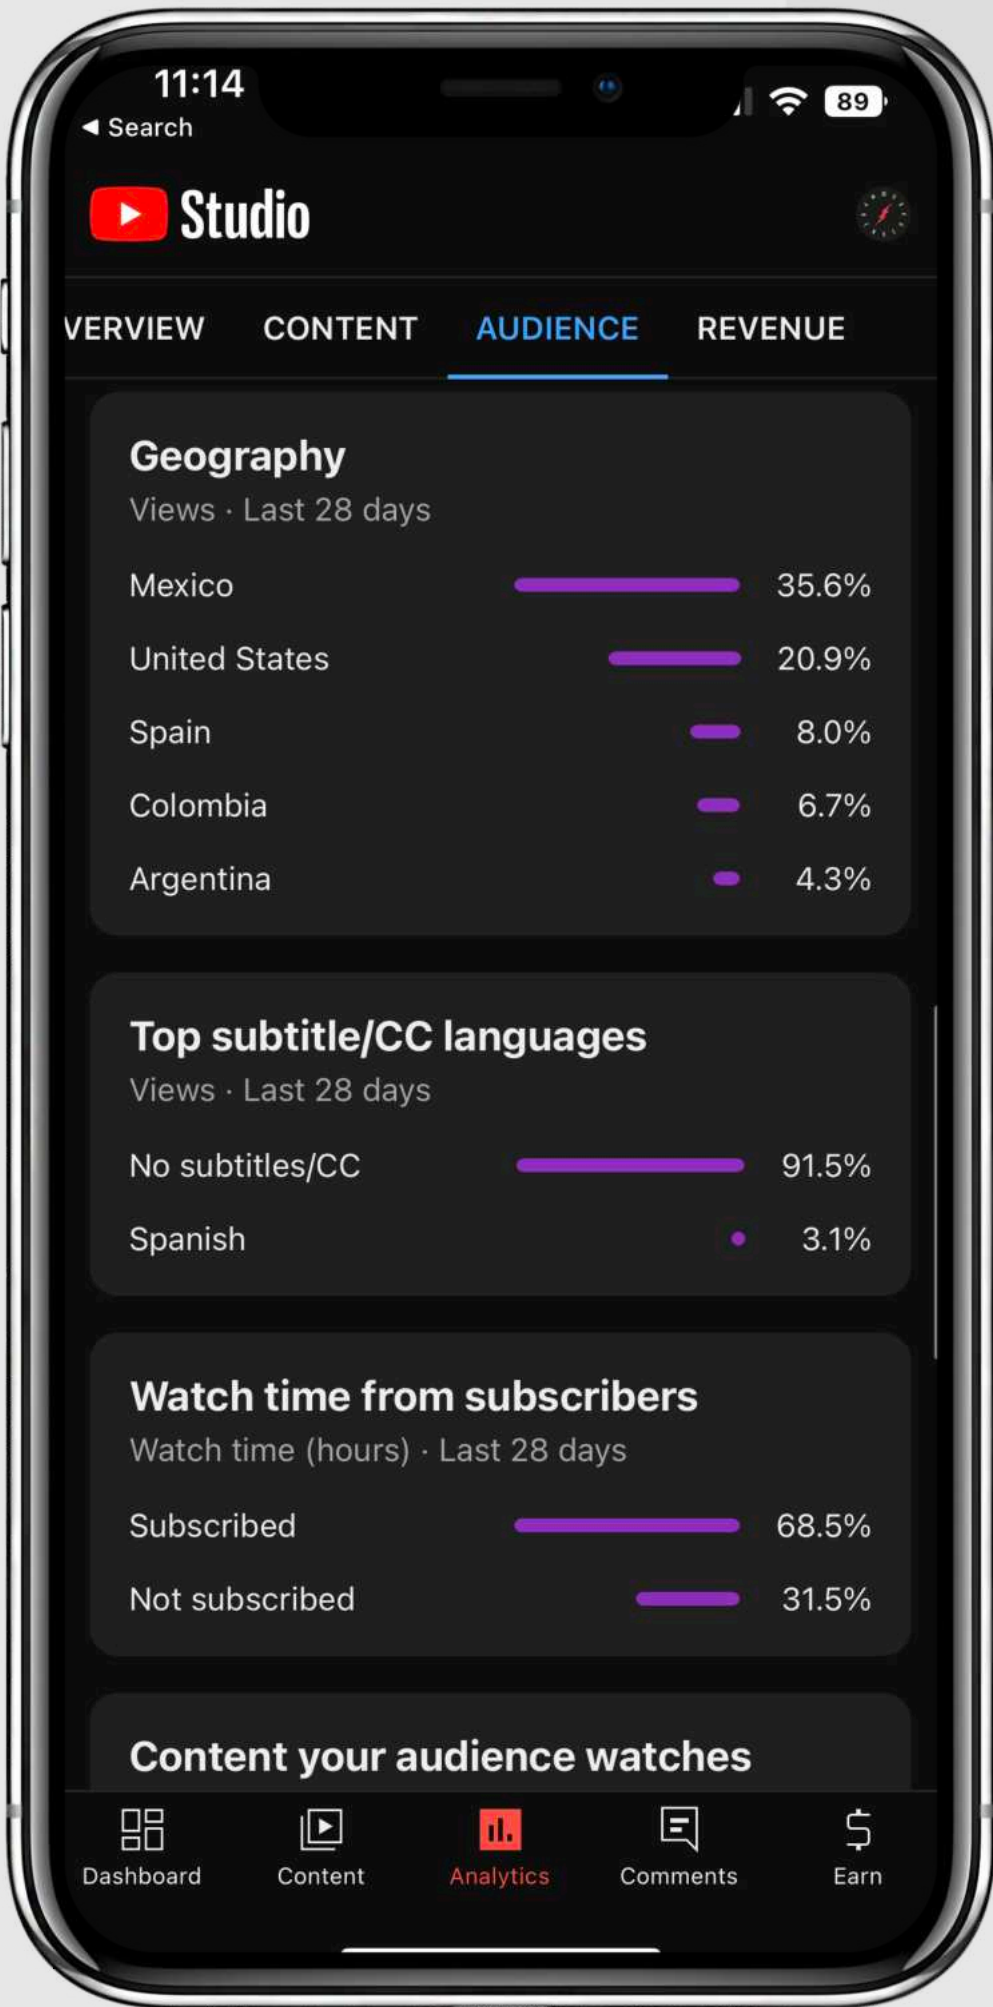 11:14
89
◀ Search
Studio
VERVIEW CONTENT AUDIENCE REVENUE
Geography
Views · Last 28 days
Mexico 35.6%
United States 20.9%
Spain 8.0%
Colombia 6.7%
Argentina 4.3%
Top subtitle/CC languages
Views · Last 28 days
No subtitles/CC 91.5%
Spanish 3.1%
Watch time from subscribers
Watch time (hours) · Last 28 days
Subscribed 68.5%
Not subscribed 31.5%
Content your audience watches
Dashboard Content Analytics Comments Earn